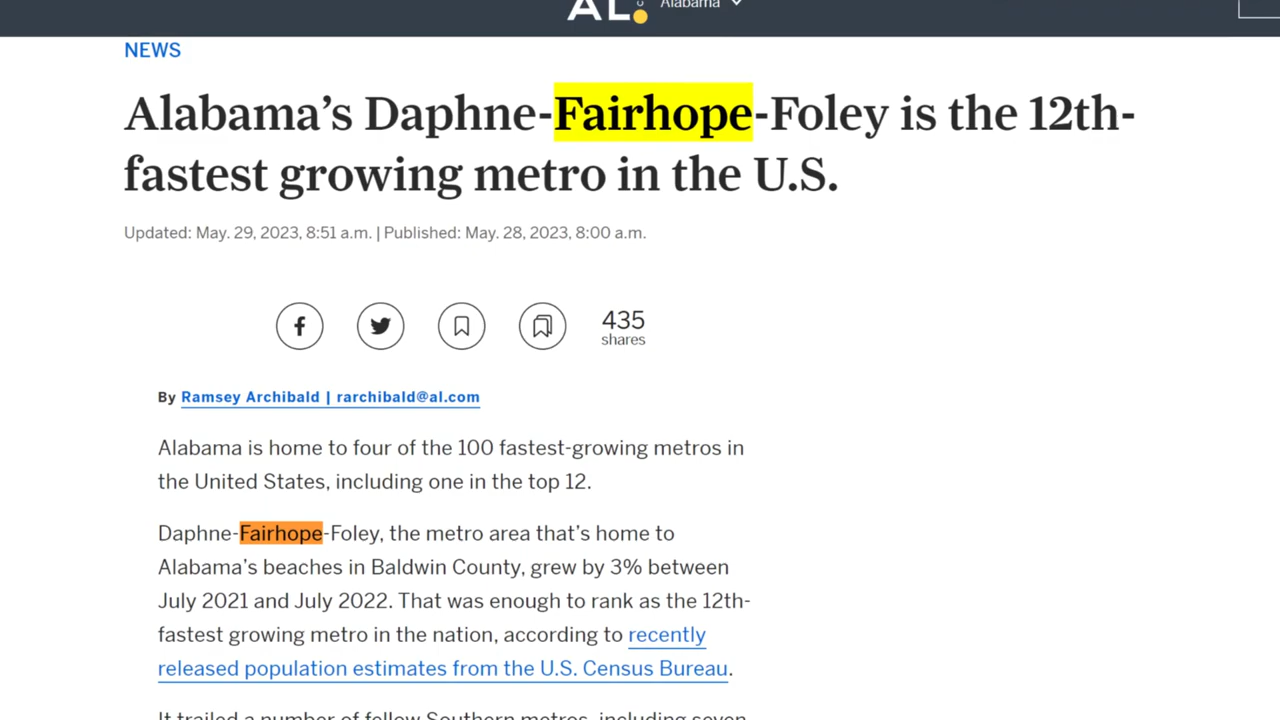 AL
Alabama
NEWS
Alabama’s Daphne-Fairhope-Foley is the 12th-
fastest growing metro in the U.S.
Updated: May. 29, 2023, 8:51 a.m. | Published: May. 28, 2023, 8:00 a.m.
435
shares
By Ramsey Archibald | rarchibald@al.com
Alabama is home to four of the 100 fastest-growing metros in
the United States, including one in the top 12.
Daphne-Fairhope-Foley, the metro area that’s home to
Alabama’s beaches in Baldwin County, grew by 3% between
July 2021 and July 2022. That was enough to rank as the 12th-
fastest growing metro in the nation, according to recently
released population estimates from the U.S. Census Bureau.
It trailed a number of fellow Southern metros, including seven